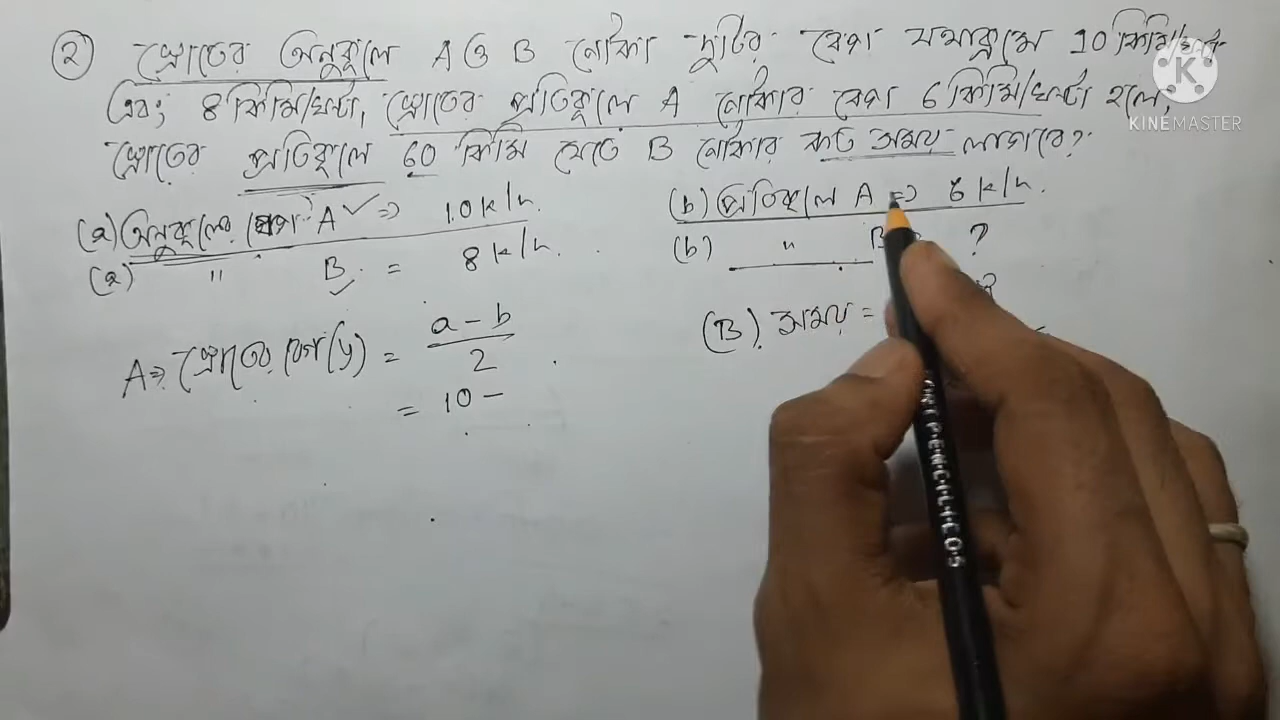 ② স্রোতের অনুকূলে A ও B নৌকা দুটির বেগ যথাক্রমে 10 কিমি/ঘণ্টা
এবং 8 কিমি/ঘণ্টা, স্রোতের প্রতিকূলে A নৌকার বেগ 6 কিমি/ঘণ্টা হলে,
স্রোতের প্রতিকূলে 60 কিমি যেতে B নৌকার কত সময় লাগবে?
(a) অনুকূলের বেগ A ✓ => 10 k/h.
(a) " B = 8 k/h.
(b) প্রতিকূলে A => 6 k/h.
(b) " B ?
(B) সময় =
A => স্রোতের বেগ (y) = a - b / 2
= 10 -
K
KINEMASTER
ARTPENCILICOS